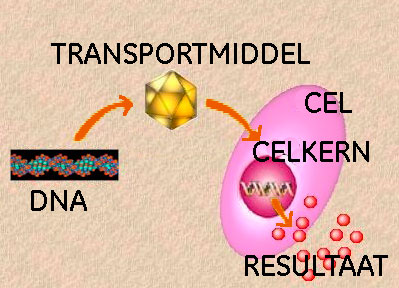 TRANSPORTMIDDEL
CEL
CELKERN
DNA
RESULTAAT